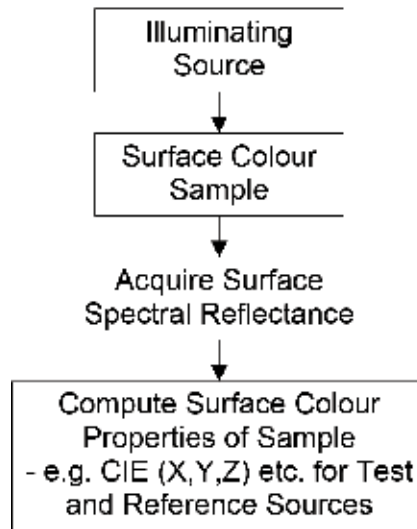 Illuminating
Source
Surface Colour
Sample
Acquire Surface
Spectral Reflectance
Compute Surface Colour
Properties of Sample
- e.g. CIE (X,Y,Z) etc. for Test
and Reference Sources